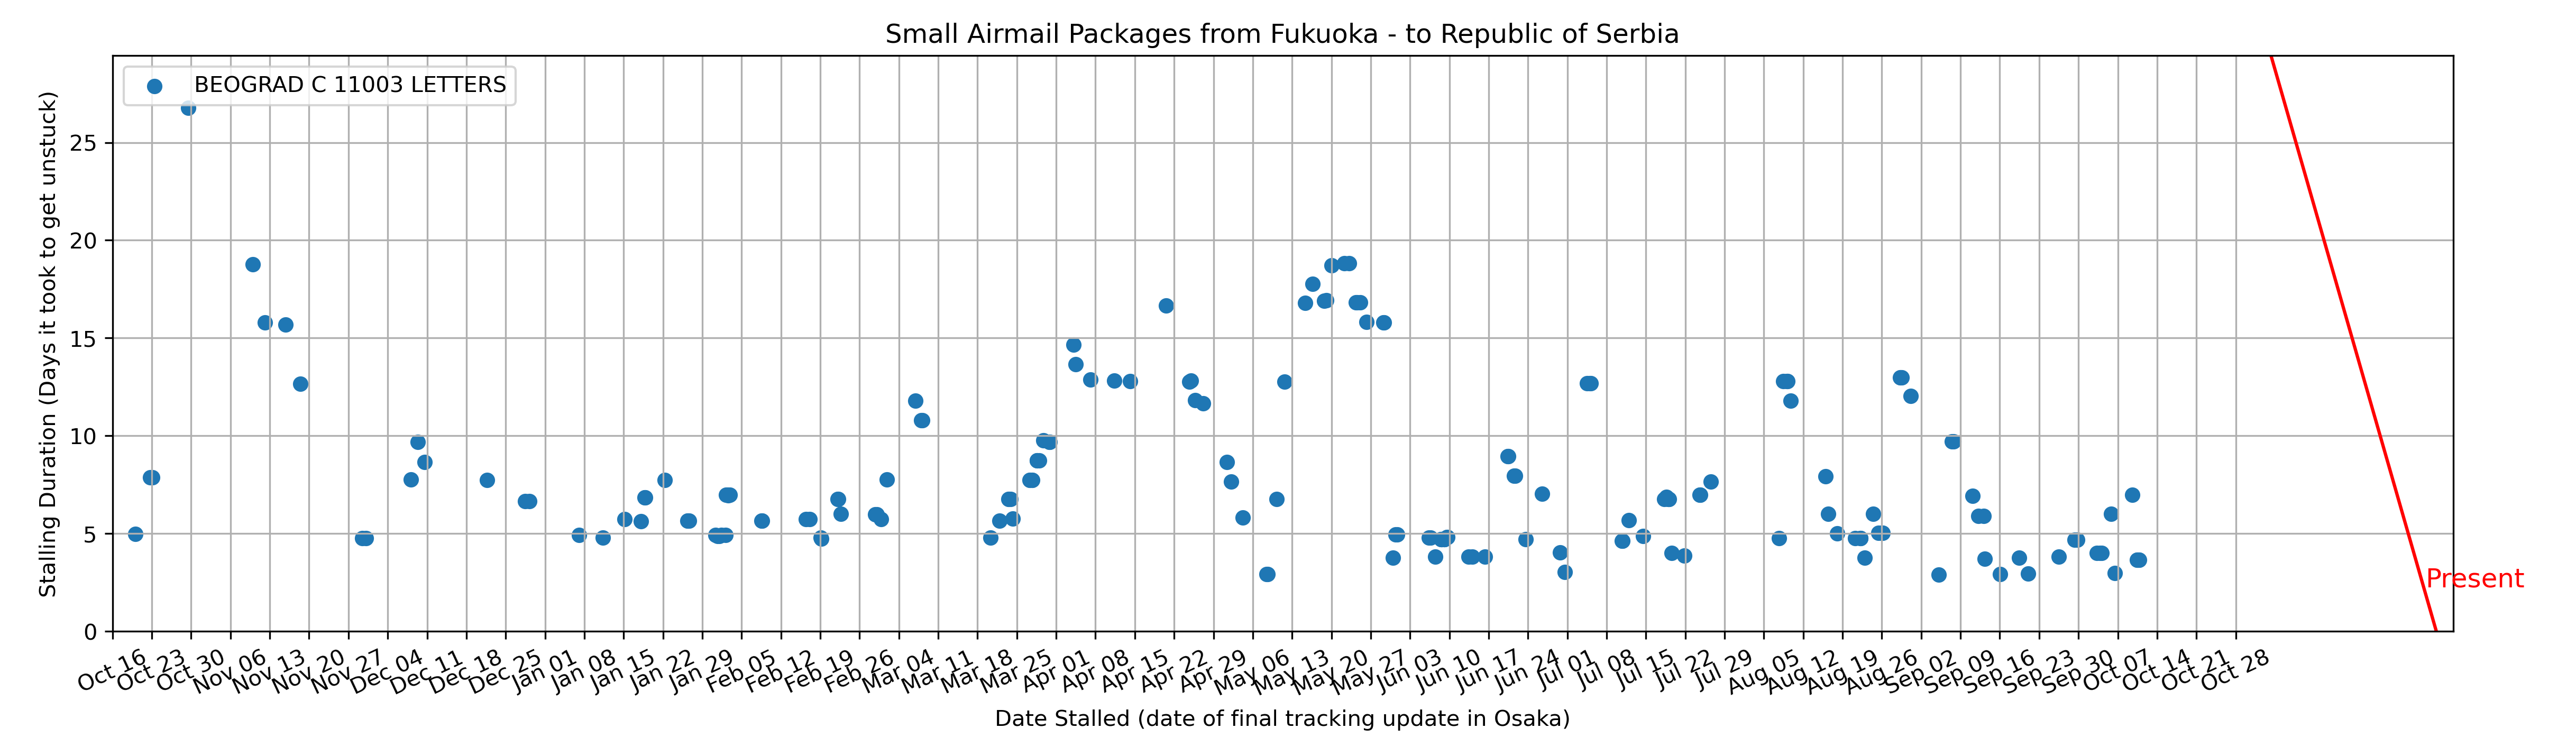 Small Airmail Packages from Fukuoka - to Republic of Serbia
BEOGRAD C 11003 LETTERS
Stalling Duration (Days it took to get unstuck)
25
20
15
10
5
0
Present
Oct 16 Oct 23 Oct 30 Nov 06 Nov 13 Nov 20 Nov 27 Dec 04 Dec 11 Dec 18 Dec 25 Jan 01 Jan 08 Jan 15 Jan 22 Jan 29 Feb 05 Feb 12 Feb 19 Feb 26 Mar 04 Mar 11 Mar 18 Mar 25 Apr 01 Apr 08 Apr 15 Apr 22 Apr 29 May 06 May 13 May 20 May 27 Jun 03 Jun 10 Jun 17 Jun 24 Jul 01 Jul 08 Jul 15 Jul 22 Jul 29 Aug 05 Aug 12 Aug 19 Aug 26 Sep 02 Sep 09 Sep 16 Sep 23 Sep 30 Oct 07 Oct 14 Oct 21 Oct 28
Date Stalled (date of final tracking update in Osaka)